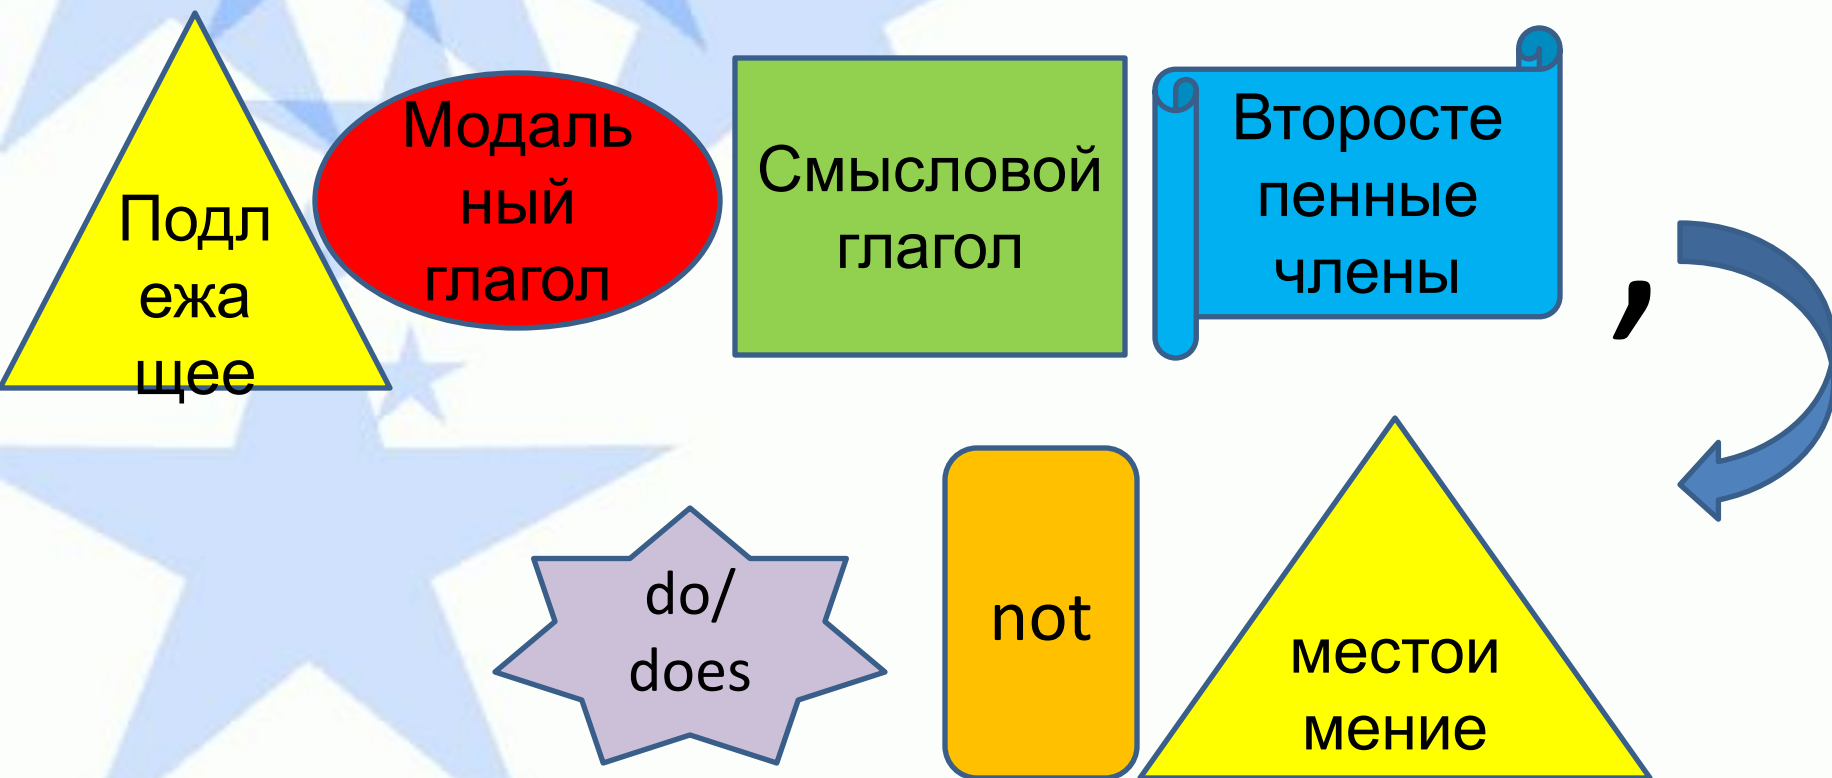 Подл
ежа
щее
Модаль
ный
глагол
Смысловой
глагол
Второсте
пенные
члены
,
do/
does
not
местои
мение